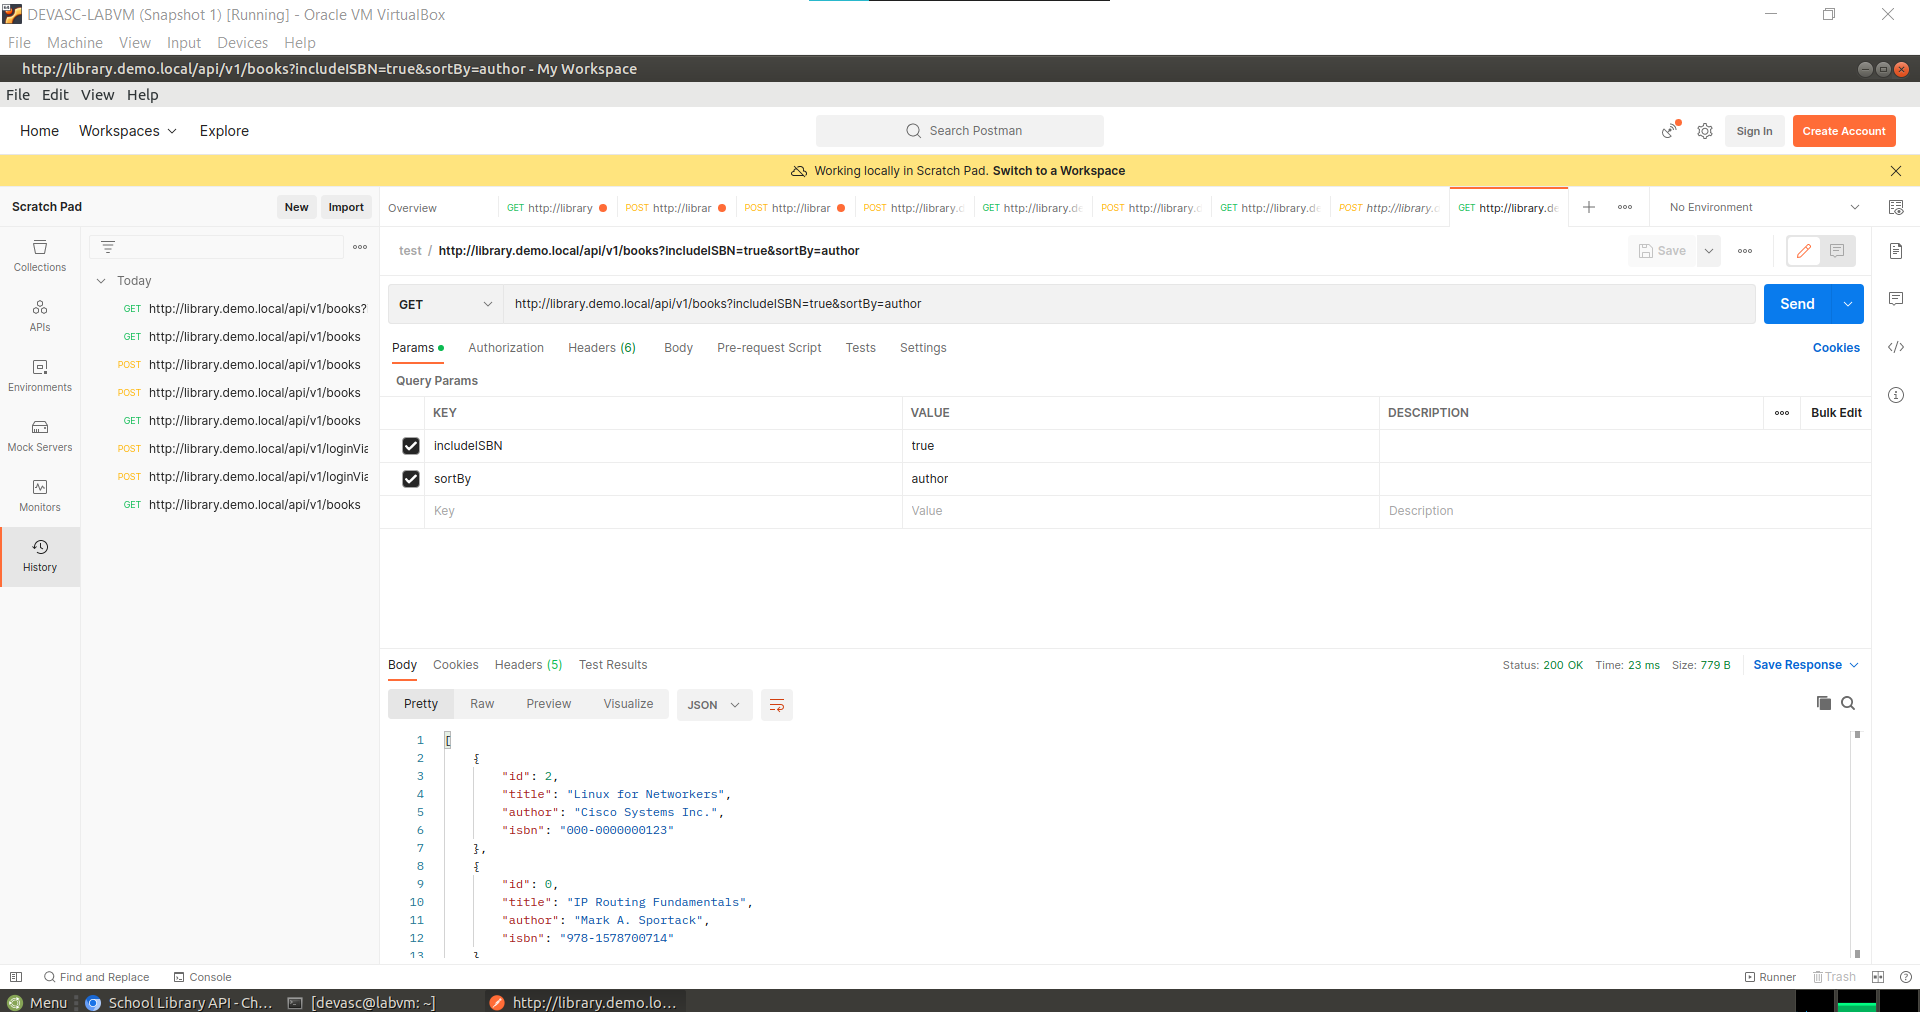 DEVASC-LABVM (Snapshot 1) [Running] - Oracle VM VirtualBox
File Machine View Input Devices Help
http://library.demo.local/api/v1/books?includeISBN=true&sortBy=author - My Workspace
File Edit View Help
Home Workspaces Explore Search Postman Sign In Create Account
Working locally in Scratch Pad. Switch to a Workspace
Scratch Pad New Import Overview GET http://library POST http://librar POST http://librar POST http://library.d GET http://library.de POST http://library.d GET http://library.de POST http://library.d GET http://library.de No Environment
test / http://library.demo.local/api/v1/books?includeISBN=true&sortBy=author Save
Collections
APIs
Environments
Mock Servers
Monitors
History
Today
GET http://library.demo.local/api/v1/books?
GET http://library.demo.local/api/v1/books
POST http://library.demo.local/api/v1/books
POST http://library.demo.local/api/v1/books
GET http://library.demo.local/api/v1/books
POST http://library.demo.local/api/v1/loginVia
POST http://library.demo.local/api/v1/loginVia
GET http://library.demo.local/api/v1/books
GET http://library.demo.local/api/v1/books?includeISBN=true&sortBy=author Send
Params Authorization Headers (6) Body Pre-request Script Tests Settings Cookies
Query Params
KEY VALUE DESCRIPTION Bulk Edit
includeISBN true
sortBy author
Key Value Description
Body Cookies Headers (5) Test Results Status: 200 OK Time: 23 ms Size: 779 B Save Response
Pretty Raw Preview Visualize JSON
1 [
2 {
3 "id": 2,
4 "title": "Linux for Networkers",
5 "author": "Cisco Systems Inc.",
6 "isbn": "000-0000000123"
7 },
8 {
9 "id": 0,
10 "title": "IP Routing Fundamentals",
11 "author": "Mark A. Sportack",
12 "isbn": "978-1578700714"
13 }
Find and Replace Console Runner Trash
Menu School Library API - Ch... [devasc@labvm: ~] http://library.demo.lo...